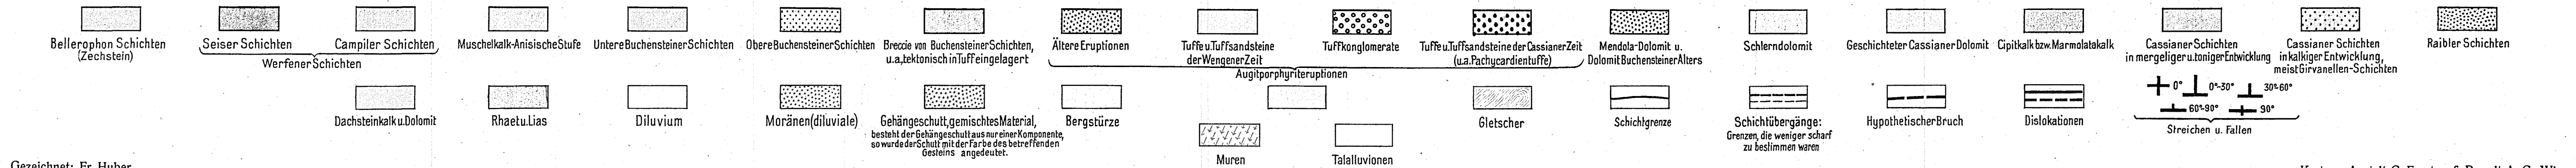 Bellerophon Schichten
(Zechstein)
Seiser Schichten
Campiler Schichten
Werfener Schichten
Muschelkalk-Anisische Stufe
Untere Buchensteiner Schichten
Obere Buchensteiner Schichten
Breccie von Buchensteiner Schichten,
u.a.,tektonisch in Tuff eingelagert
Ältere Eruptionen
Tuffe u. Tuffsandsteine
der Wengener Zeit
Tuffkonglomerate
Tuffe u. Tuffsandsteine der Cassianer Zeit
(u.a. Pachycardientuffe)
Augitporphyriteruptionen
Mendola-Dolomit u.
Dolomit Buchensteiner Alters
Schlerndolomit
Geschichteter Cassianer Dolomit
Cipitkalk bzw. Marmolatakalk
Cassianer Schichten
in mergeliger u. toniger Entwicklung
Cassianer Schichten
in kalkiger Entwicklung,
meist Girvanellen-Schichten
Raibler Schichten
Dachsteinkalk u. Dolomit
Rhaet u. Lias
Diluvium
Moränen (diluviale)
Gehängeschutt, gemischtes Material,
besteht der Gehängeschutt aus nur einer Komponente,
so wurde der Schutt mit der Farbe des betreffenden
Gesteins angedeutet.
Bergstürze
Muren
Talalluvionen
Gletscher
Schichtgrenze
Schichtübergänge:
Grenzen, die weniger scharf
zu bestimmen waren
Hypothetischer Bruch
Dislokationen
0° 0°-30° 30°-60°
60°-90° 90°
Streichen u. Fallen
Gezeichnet: Fr. Huber